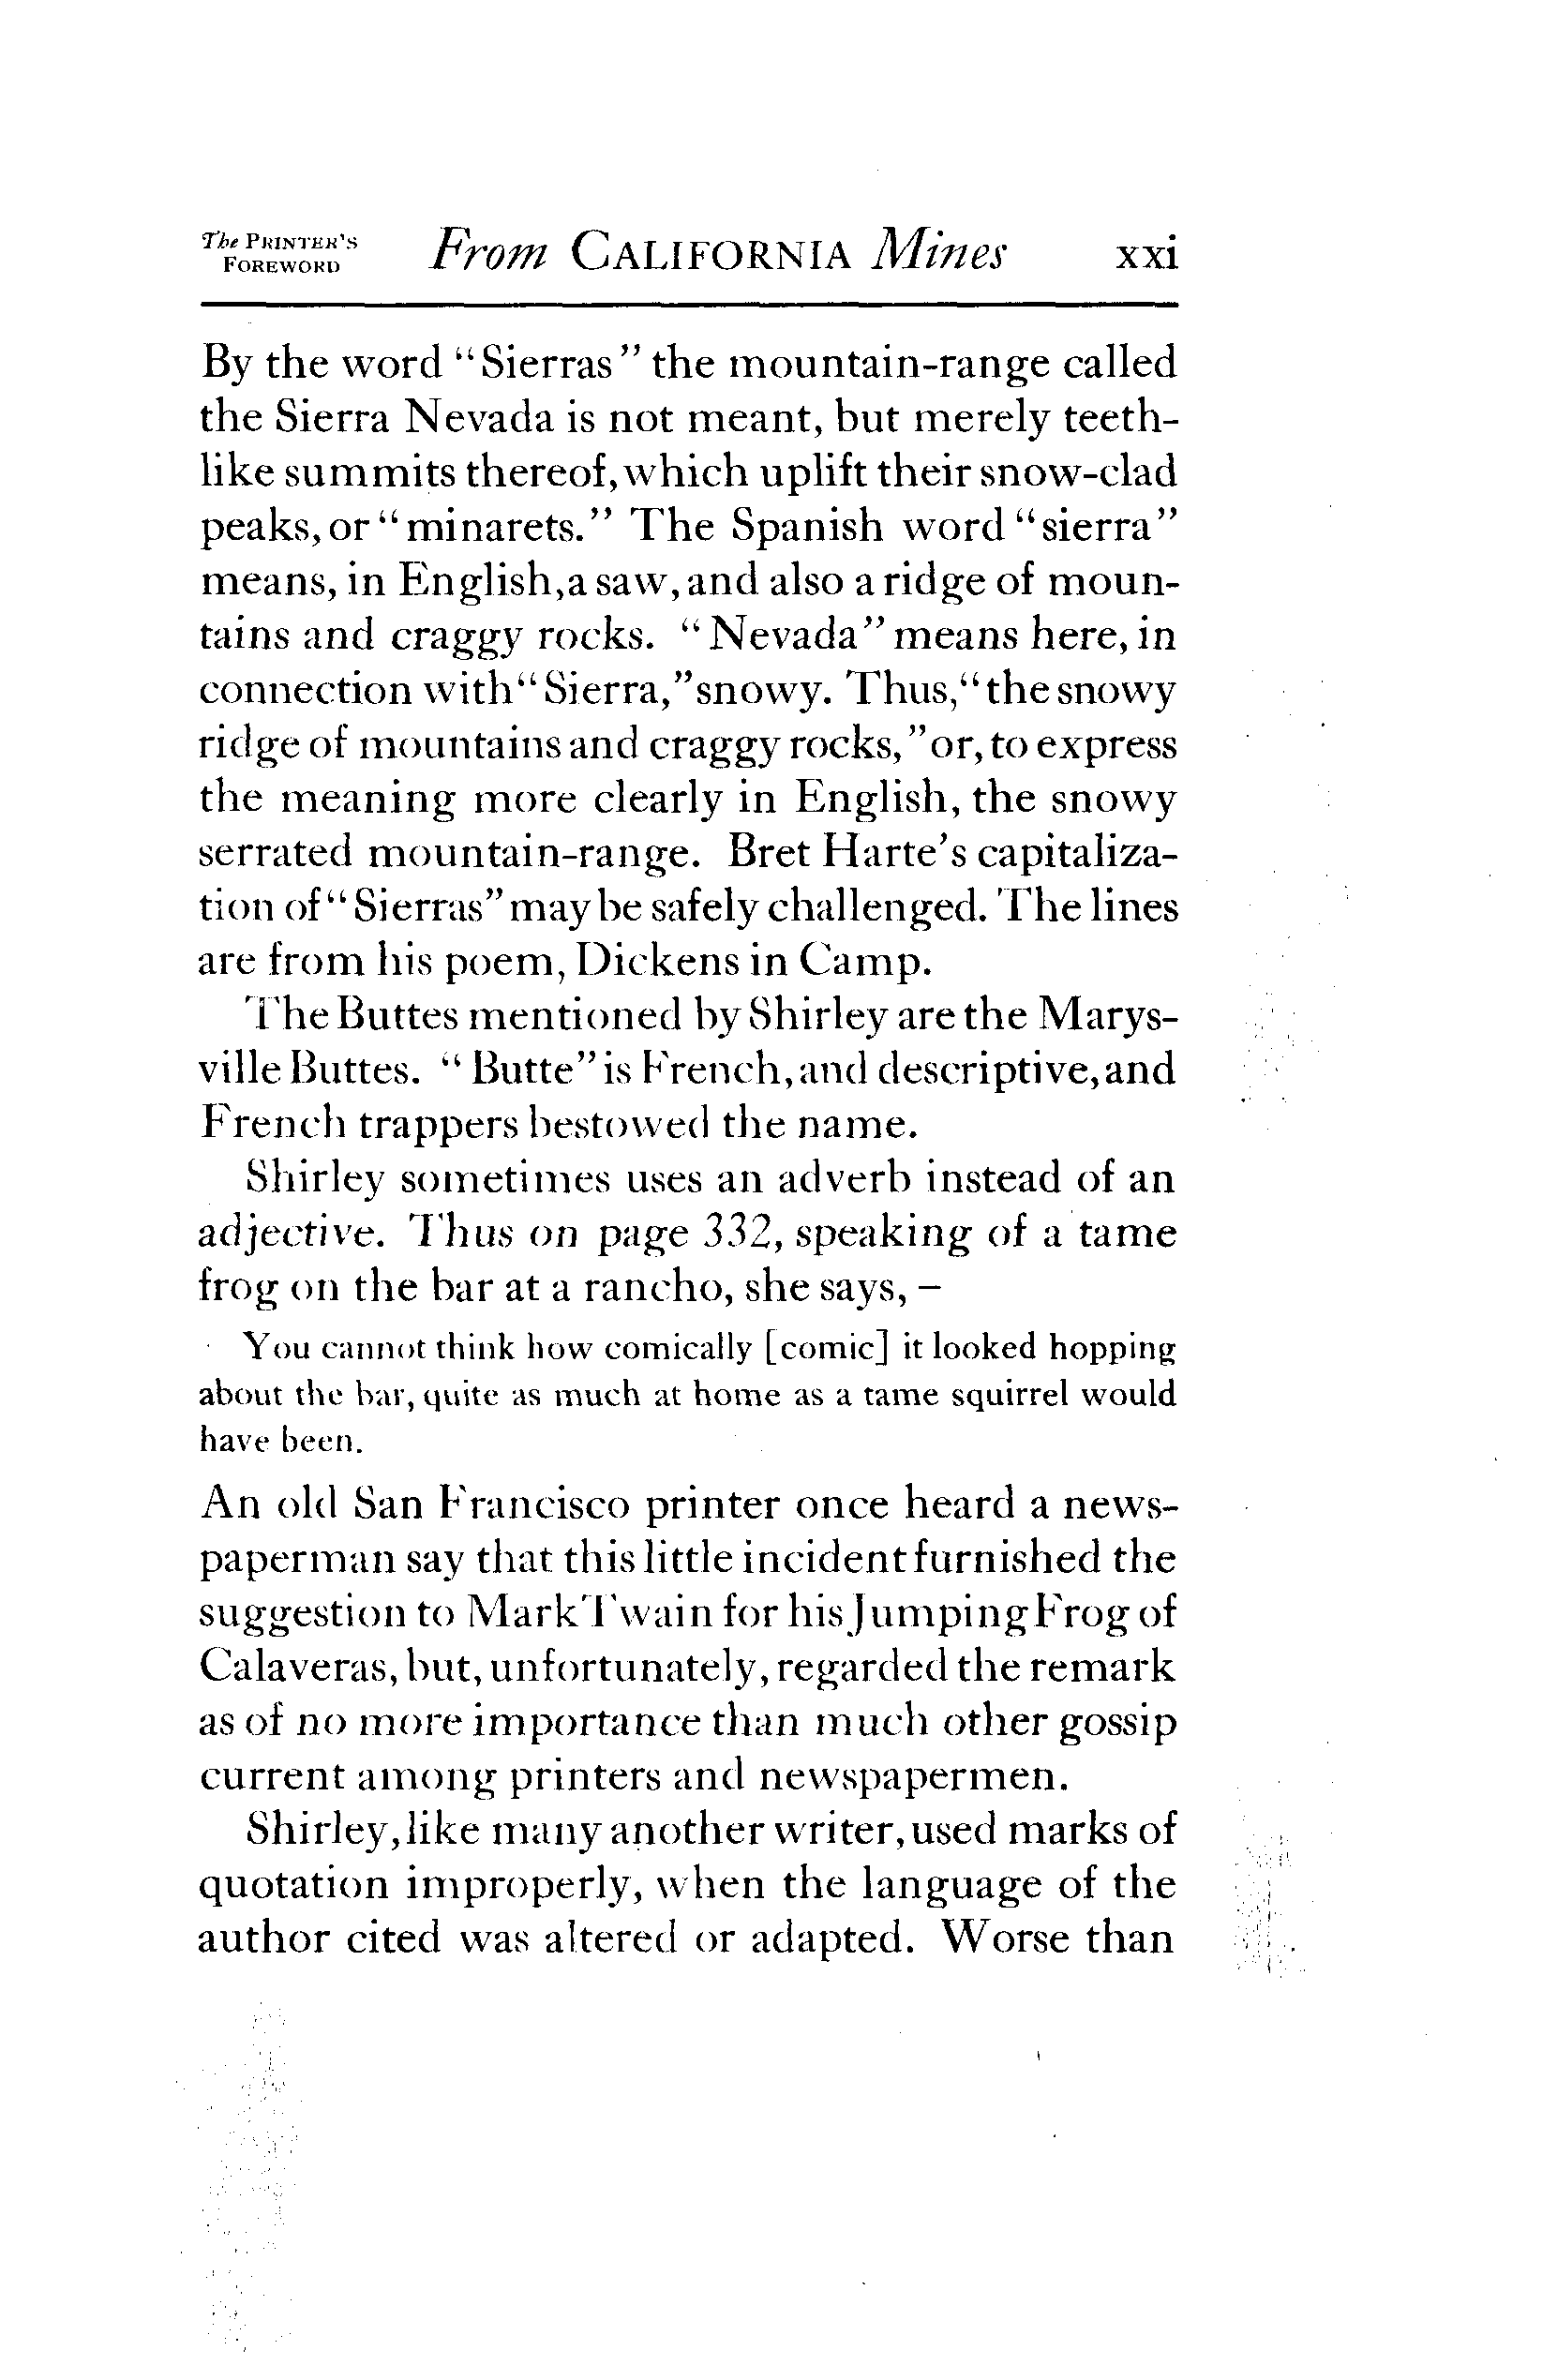 The PRINTER'S FOREWORD From CALIFORNIA Mines xxi
By the word "Sierras" the mountain-range called
the Sierra Nevada is not meant, but merely teeth-
like summits thereof, which uplift their snow-clad
peaks, or "minarets." The Spanish word "sierra"
means, in English, a saw, and also a ridge of moun-
tains and craggy rocks. "Nevada" means here, in
connection with "Sierra," snowy. Thus, "the snowy
ridge of mountains and craggy rocks," or, to express
the meaning more clearly in English, the snowy
serrated mountain-range. Bret Harte's capitaliza-
tion of "Sierras" may be safely challenged. The lines
are from his poem, Dickens in Camp.
The Buttes mentioned by Shirley are the Marys-
ville Buttes. "Butte" is French, and descriptive, and
French trappers bestowed the name.
Shirley sometimes uses an adverb instead of an
adjective. Thus on page 332, speaking of a tame
frog on the bar at a rancho, she says, –
You cannot think how comically [comic] it looked hopping
about the bar, quite as much at home as a tame squirrel would
have been.
An old San Francisco printer once heard a news-
paperman say that this little incident furnished the
suggestion to Mark Twain for his Jumping Frog of
Calaveras, but, unfortunately, regarded the remark
as of no more importance than much other gossip
current among printers and newspapermen.
Shirley, like many another writer, used marks of
quotation improperly, when the language of the
author cited was altered or adapted. Worse than